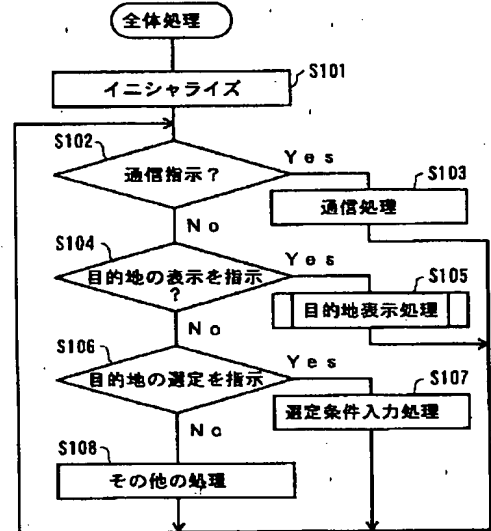 全体処理
S101
イニシャライズ
S102
通信指示？
Yes
S103
通信処理
No
S104
目的地の表示を指示
？
Yes
S105
目的地表示処理
No
S106
目的地の選定を指示
Yes
S107
選定条件入力処理
No
S108
その他の処理